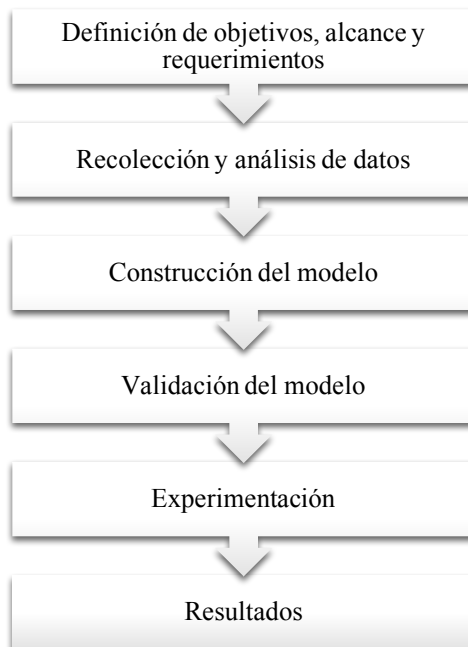 Definición de objetivos, alcance y
requerimientos
Recolección y análisis de datos
Construcción del modelo
Validación del modelo
Experimentación
Resultados